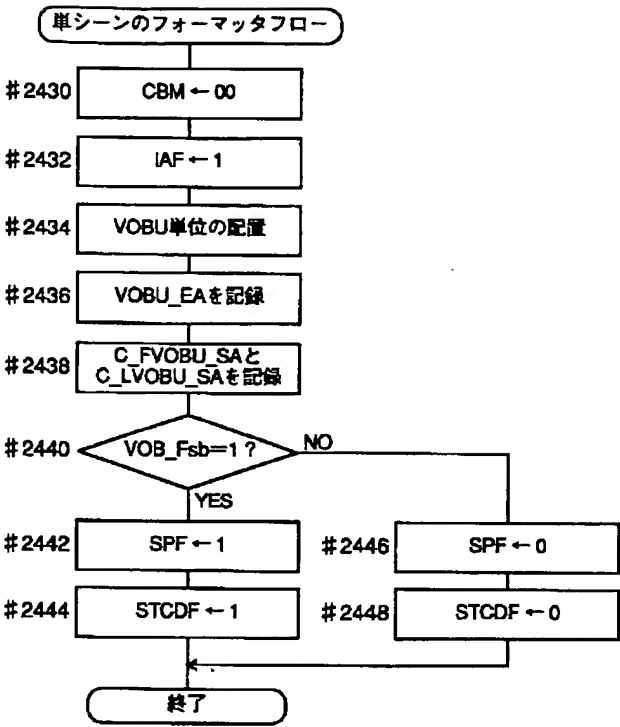 単シーンのフォーマッタフロー
#2430
CBM ← 00
#2432
IAF ← 1
#2434
VOBU単位の配置
#2436
VOBU_EAを記録
#2438
C_FVOBU_SAと
C_LVOBU_SAを記録
#2440
VOB_Fsb=1?
NO
YES
#2442
SPF ← 1
#2446
SPF ← 0
#2444
STCDF ← 1
#2448
STCDF ← 0
終了